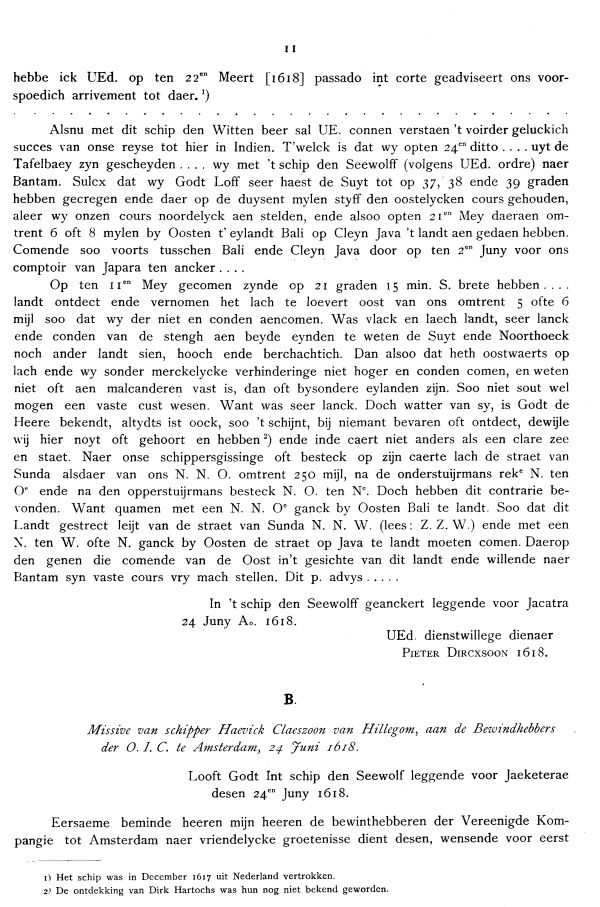 11
hebbe ick UEd. op ten 22en Meert [1618] passado int corte geadviseert ons voor-
spoedich arrivement tot daer. 1)
. . . . . . . . . . . . . . . . . . . . . . . . . . . . . .
Alsnu met dit schip den Witten beer sal UE. connen verstaen 't voirder geluckich
succes van onse reyse tot hier in Indien. T'welck is dat wy opten 24en ditto .... uyt de
Tafelbaey zyn gescheyden .... wy met 't schip den Seewolff (volgens UEd. ordre) naer
Bantam. Sulcx dat wy Godt Loff seer haest de Suyt tot op 37, 38 ende 39 graden
hebben gecregen ende daer op de duysent mylen styff den oostelycken cours gehouden,
aleer wy onzen cours noordelyck aen stelden, ende alsoo opten 21en Mey daeraen om-
trent 6 oft 8 mylen by Oosten t'eylandt Bali op Cleyn Java 't landt aen gedaen hebben.
Comende soo voorts tusschen Bali ende Cleyn Java door op ten 2en Juny voor ons
comptoir van Japara ten ancker ....
Op ten 11en Mey gecomen zynde op 21 graden 15 min. S. brete hebben ....
landt ontdect ende vernomen het lach te loevert oost van ons omtrent 5 ofte 6
mijl soo dat wy der niet en conden aencomen. Was vlack en laech landt, seer lanck
ende conden van de stengh aen beyde eynden te weten de Suyt ende Noorthoeck
noch ander landt sien, hooch ende berchachtich. Dan alsoo dat heth oostwaerts op
lach ende wy sonder merckelycke verhinderinge niet hoger en conden comen, en weten
niet oft aen malcanderen vast is, dan oft bysondere eylanden zijn. Soo niet sout wel
mogen een vaste cust wesen. Want was seer lanck. Doch watter van sy, is Godt de
Heere bekendt, altydts ist oock, soo 't schijnt, bij niemant bevaren oft ontdect, dewijle
wij hier noyt oft gehoort en hebben 2) ende inde caert niet anders als een clare zee
en staet. Naer onse schippersgissinge oft besteck op zijn caerte lach de straet van
Sunda alsdaer van ons N. N. O. omtrent 250 mijl, na de onderstuijrmans reke N. ten
Oe ende na den opperstuijrmans besteck N. O. ten Ne. Doch hebben dit contrarie be-
vonden. Want quamen met een N. N. Oe ganck by Oosten Bali te landt. Soo dat dit
Landt gestrect leijt van de straet van Sunda N. N. W. (lees: Z. Z. W.) ende met een
N. ten W. ofte N. ganck by Oosten de straet op Java te landt moeten comen. Daerop
den genen die comende van de Oost in't gesichte van dit landt ende willende naer
Bantam syn vaste cours vry mach stellen. Dit p. advys .....
In 't schip den Seewolff geanckert leggende voor Jacatra
24 Juny Ao. 1618.
UEd. dienstwillege dienaer
PIETER DIRCXSOON 1618.
B.
Missive van schipper Haevick Claeszoon van Hillegom, aan de Bewindhebbers
der O. I. C. te Amsterdam, 24 Juni 1618.
Looft Godt Int schip den Seewolf leggende voor Jaeketerae
desen 24en Juny 1618.
Eersaeme beminde heeren mijn heeren de bewinthebberen der Vereenigde Kom-
pangie tot Amsterdam naer vriendelycke groetenisse dient desen, wensende voor eerst
1) Het schip was in December 1617 uit Nederland vertrokken.
2) De ontdekking van Dirk Hartochs was hun nog niet bekend geworden.